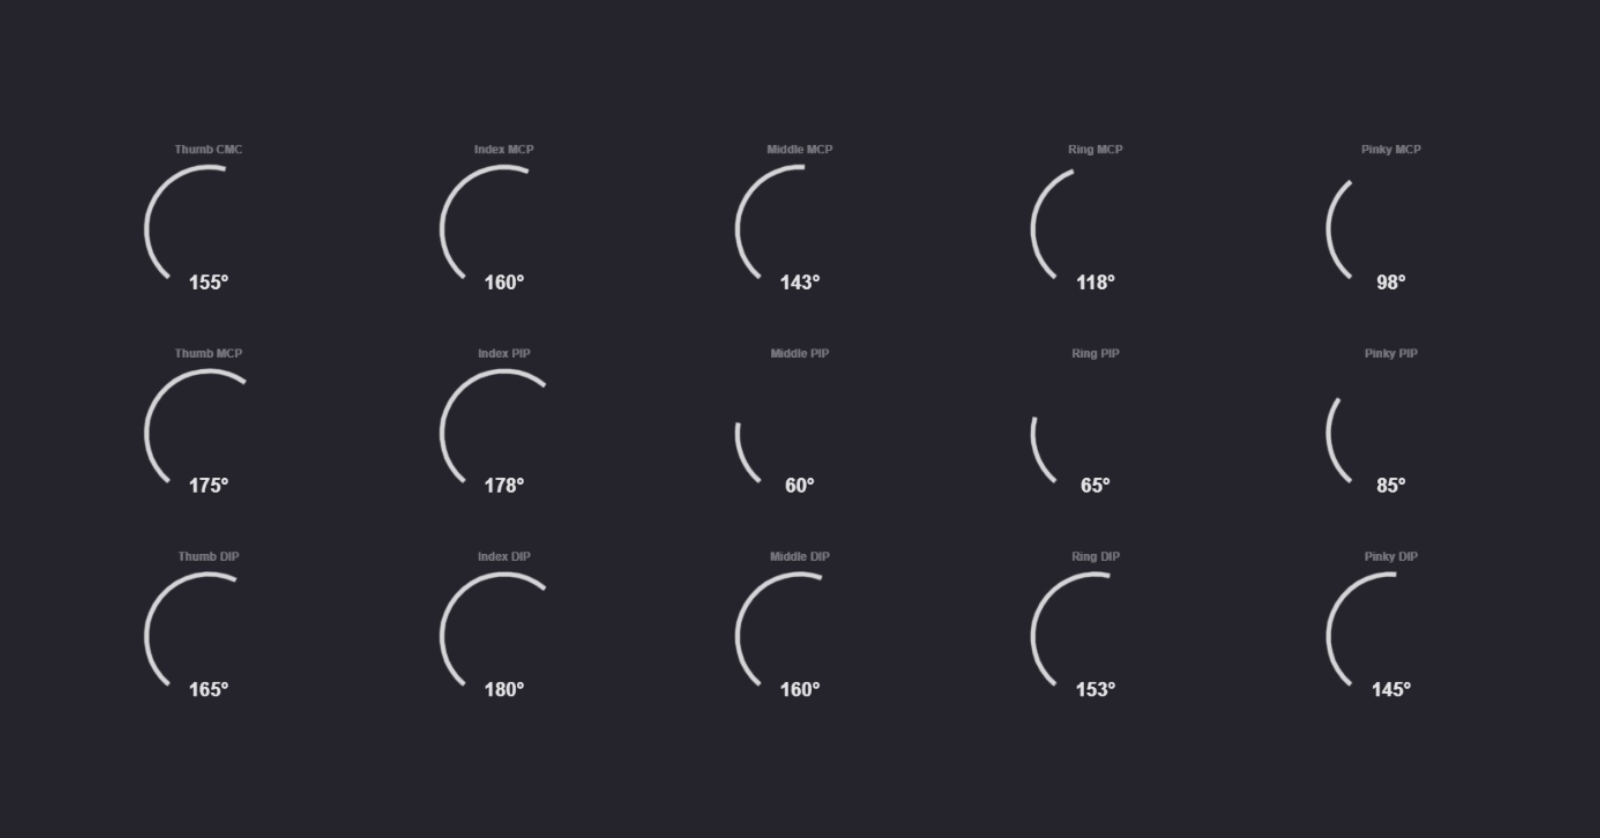 Thumb CMC
155°
Index MCP
160°
Middle MCP
143°
Ring MCP
118°
Pinky MCP
98°
Thumb MCP
175°
Index PIP
178°
Middle PIP
60°
Ring PIP
65°
Pinky PIP
85°
Thumb DIP
165°
Index DIP
180°
Middle DIP
160°
Ring DIP
153°
Pinky DIP
145°